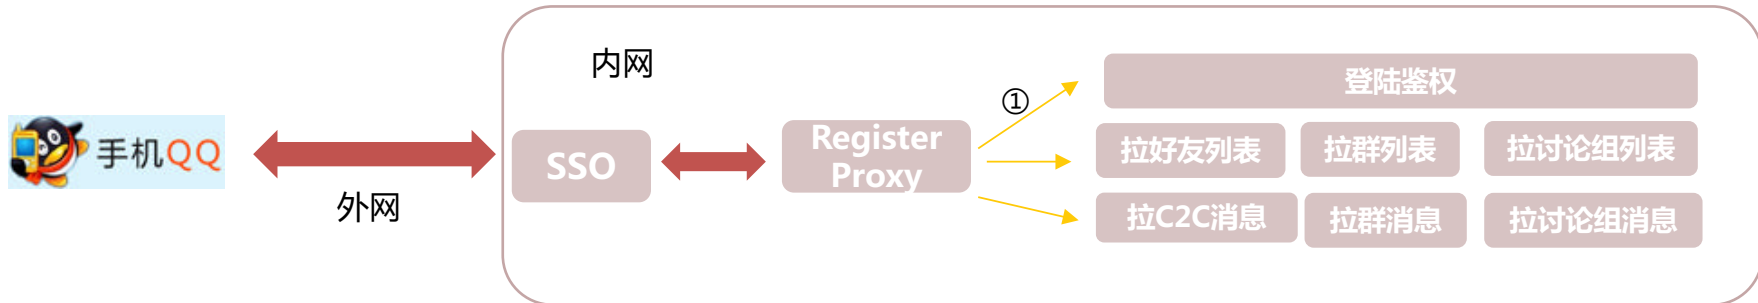 内网
登陆鉴权
①
手机QQ
SSO
Register
Proxy
拉好友列表
拉群列表
拉讨论组列表
外网
拉C2C消息
拉群消息
拉讨论组消息